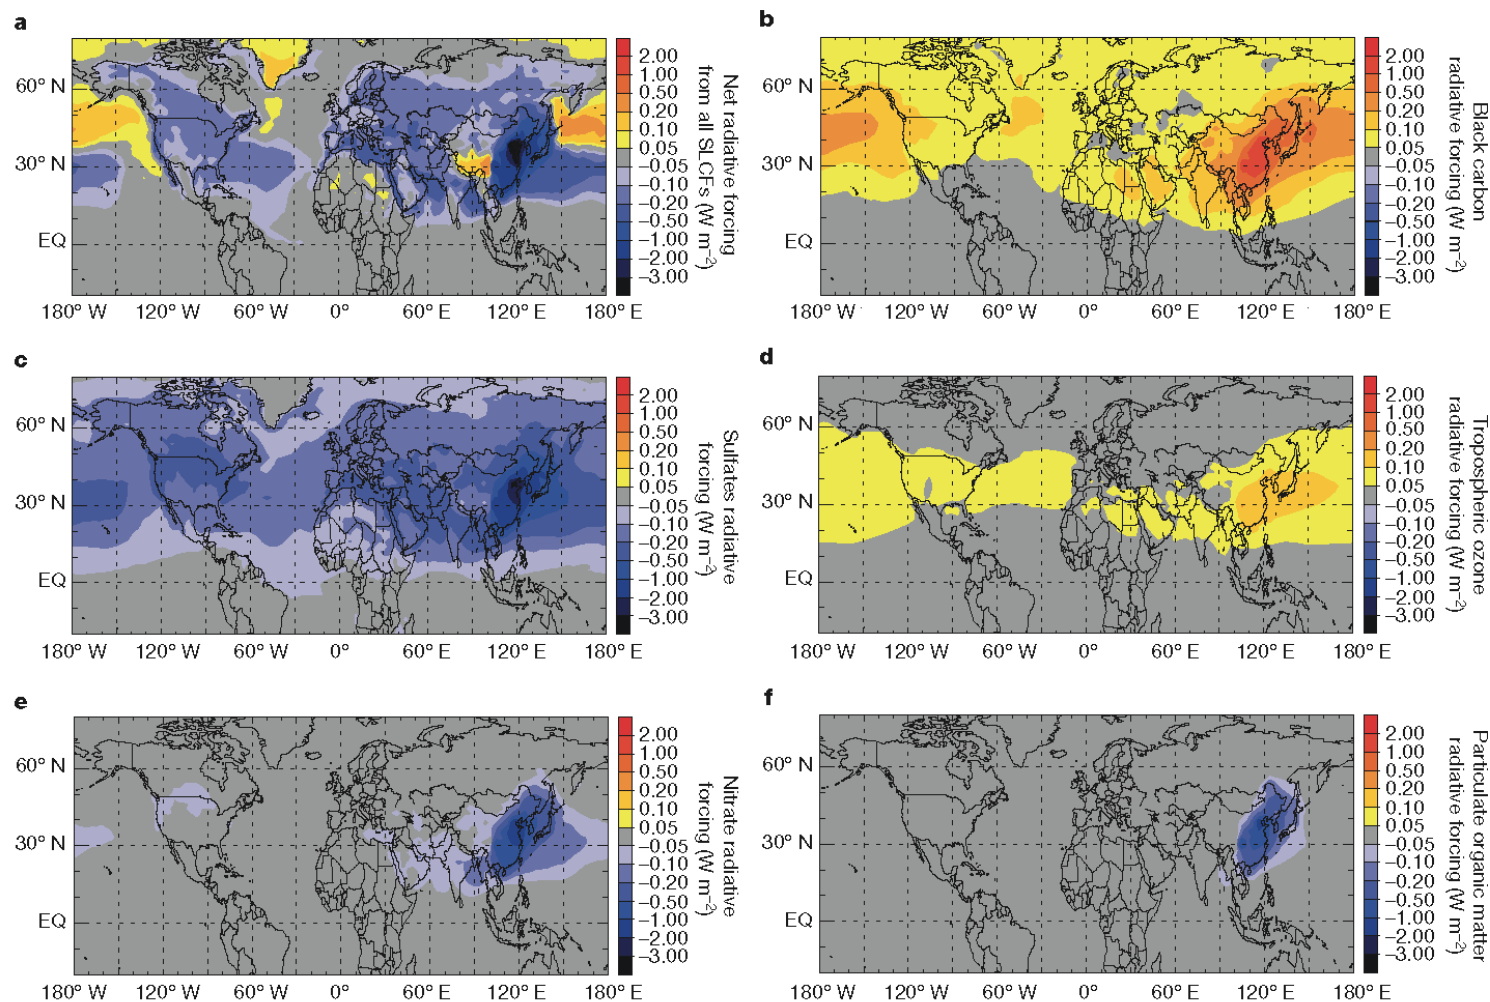 a
60° N
30° N
EQ
180° W 120° W 60° W 0° 60° E 120° E 180° E
2.00
1.00
0.50
0.20
0.10
0.05
−0.05
−0.10
−0.20
−0.50
−1.00
−2.00
−3.00
Net radiative forcing
from all SLCFs (W m−2)
b
60° N
30° N
EQ
180° W 120° W 60° W 0° 60° E 120° E 180° E
2.00
1.00
0.50
0.20
0.10
0.05
−0.05
−0.10
−0.20
−0.50
−1.00
−2.00
−3.00
Black carbon
radiative forcing (W m−2)
c
60° N
30° N
EQ
180° W 120° W 60° W 0° 60° E 120° E 180° E
2.00
1.00
0.50
0.20
0.10
0.05
−0.05
−0.10
−0.20
−0.50
−1.00
−2.00
−3.00
Sulfates radiative
forcing (W m−2)
d
60° N
30° N
EQ
180° W 120° W 60° W 0° 60° E 120° E 180° E
2.00
1.00
0.50
0.20
0.10
0.05
−0.05
−0.10
−0.20
−0.50
−1.00
−2.00
−3.00
Tropospheric ozone
radiative forcing (W m−2)
e
60° N
30° N
EQ
180° W 120° W 60° W 0° 60° E 120° E 180° E
2.00
1.00
0.50
0.20
0.10
0.05
−0.05
−0.10
−0.20
−0.50
−1.00
−2.00
−3.00
Nitrate radiative
forcing (W m−2)
f
60° N
30° N
EQ
180° W 120° W 60° W 0° 60° E 120° E 180° E
2.00
1.00
0.50
0.20
0.10
0.05
−0.05
−0.10
−0.20
−0.50
−1.00
−2.00
−3.00
Particulate organic matter
radiative forcing (W m−2)